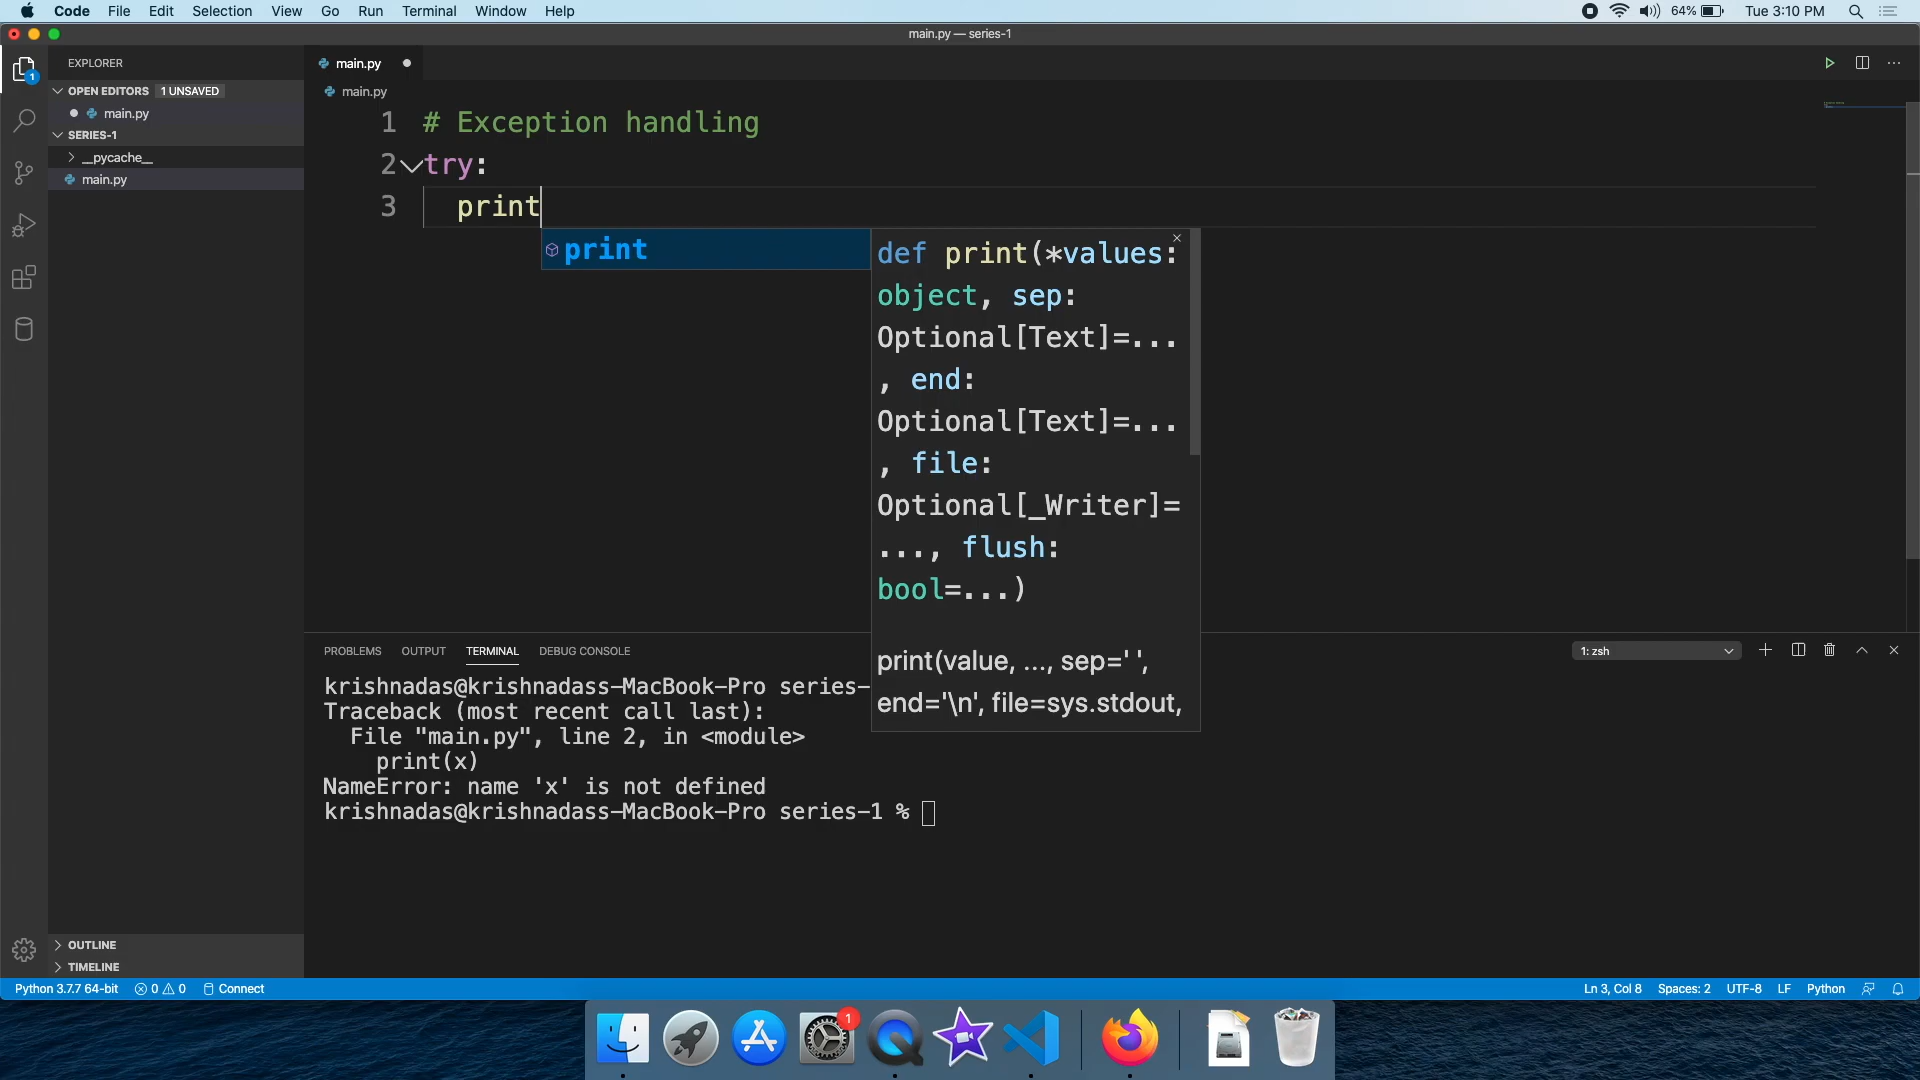 Code File Edit Selection View Go Run Terminal Window Help 64% Tue 3:10 PM
main.py — series-1
EXPLORER
OPEN EDITORS 1 UNSAVED
main.py
SERIES-1
__pycache__
main.py
OUTLINE
TIMELINE
1
main.py
main.py
1 # Exception handling
2 try:
3 print
print
def print(*values:
object, sep:
Optional[Text]=...
, end:
Optional[Text]=...
, file:
Optional[_Writer]=
..., flush:
bool=...)
print(value, ..., sep=' ',
end='\n', file=sys.stdout,
PROBLEMS OUTPUT TERMINAL DEBUG CONSOLE 1: zsh
krishnadas@krishnadass-MacBook-Pro series-
Traceback (most recent call last):
File "main.py", line 2, in <module>
print(x)
NameError: name 'x' is not defined
krishnadas@krishnadass-MacBook-Pro series-1 %
Python 3.7.7 64-bit 0 0 Connect Ln 3, Col 8 Spaces: 2 UTF-8 LF Python
1